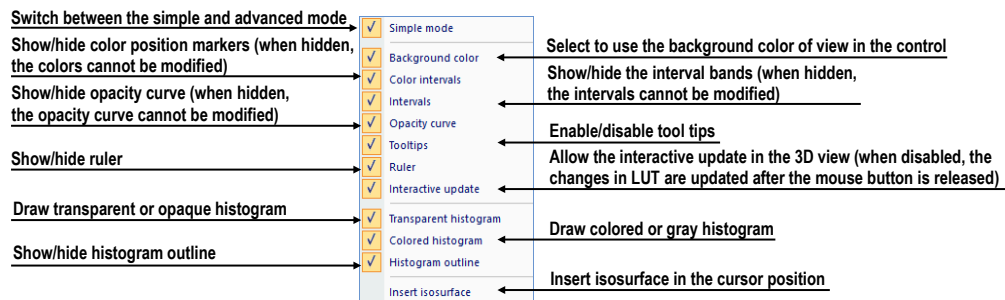 Switch between the simple and advanced mode
Show/hide color position markers (when hidden,
the colors cannot be modified)
Show/hide opacity curve (when hidden,
the opacity curve cannot be modified)
Show/hide ruler
Draw transparent or opaque histogram
Show/hide histogram outline
Simple mode
Background color
Color intervals
Intervals
Opacity curve
Tooltips
Ruler
Interactive update
Transparent histogram
Colored histogram
Histogram outline
Insert isosurface
Select to use the background color of view in the control
Show/hide the interval bands (when hidden,
the intervals cannot be modified)
Enable/disable tool tips
Allow the interactive update in the 3D view (when disabled, the
changes in LUT are updated after the mouse button is released)
Draw colored or gray histogram
Insert isosurface in the cursor position